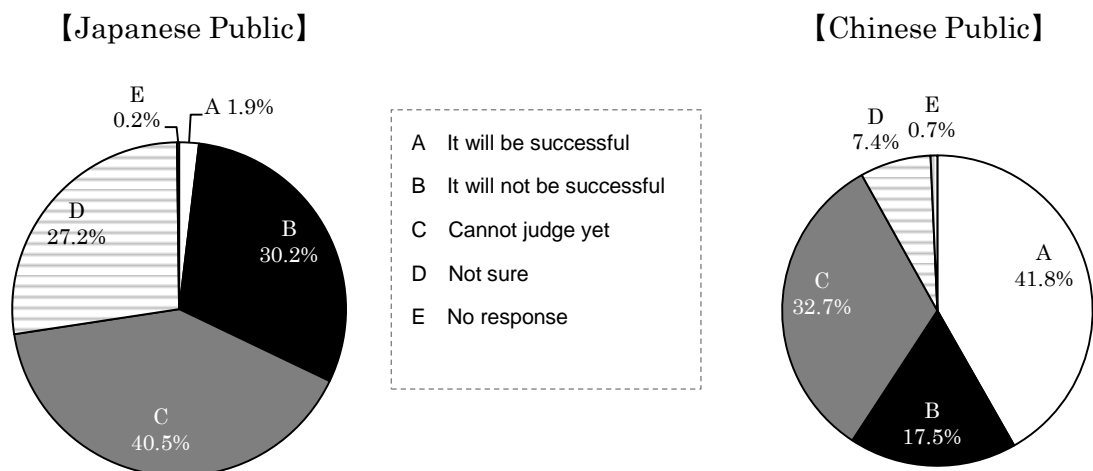 【Japanese Public】
E
0.2%
A 1.9%
B
30.2%
C
40.5%
D
27.2%
A It will be successful
B It will not be successful
C Cannot judge yet
D Not sure
E No response
【Chinese Public】
D
7.4%
E
0.7%
A
41.8%
B
17.5%
C
32.7%